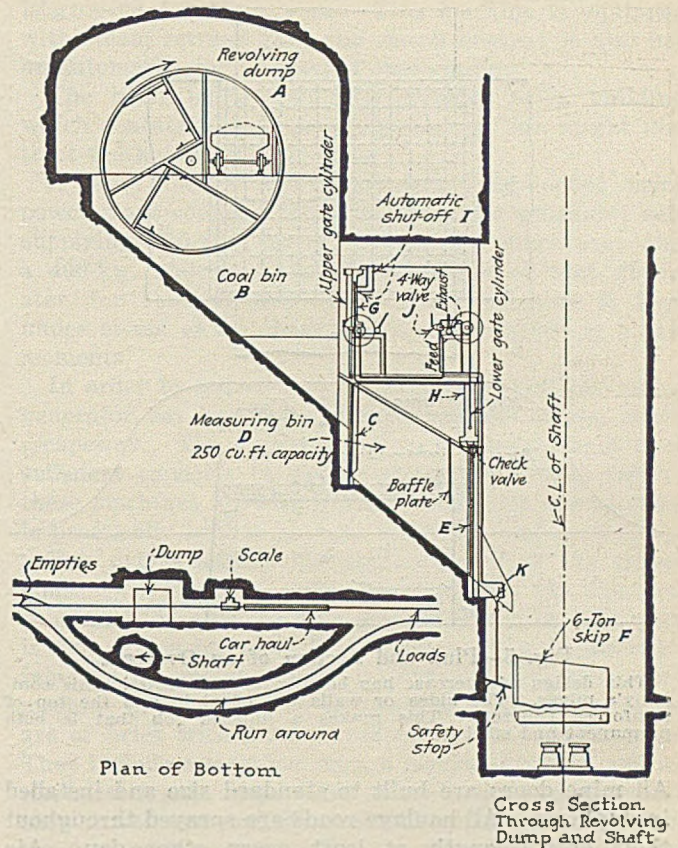 Revolving
dump
A
Upper gate cylinder
Automatic
shut-off I
Coal bin
B
4-Way
valve
J
Exhaust
G
Feed
Lower gate cylinder
H
C.L. of Shaft
Measuring bin
D
250 cu. ft. capacity
C
Baffle
plate
Check
valve
E
K
Empties
Dump
Scale
Car haul
Shaft
Loads
Run around
6-Ton
skip F
Safety
stop
Plan of Bottom
Cross Section
Through Revolving
Dump and Shaft